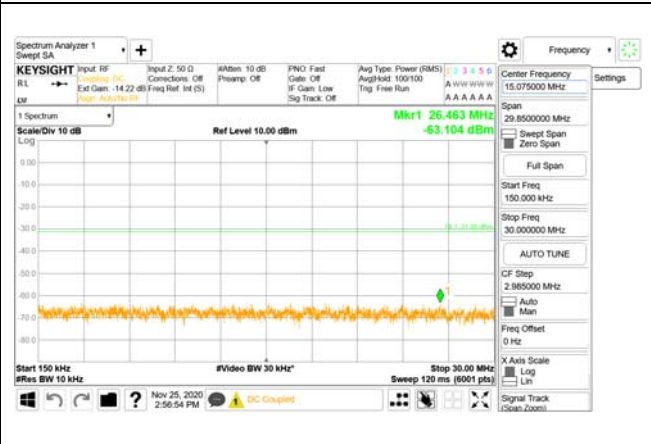 Spectrum Analyzer 1
Swept SA
+
Frequency
KEYSIGHT
Input: RF
Coupling: DC
Ext Gain: -14.22 dB
Align: Auto/No RF
Input Z: 50 Ω
Corrections: Off
Freq Ref: Int (S)
#Atten: 10 dB
Preamp: Off
PNO: Fast
Gate: Off
IF Gain: Low
Sig Track: Off
Avg Type: Power (RMS)
Avg|Hold: 100/100
Trig: Free Run
1 2 3 4 5 6
A W W W W W
A A A A A A
RL
1 Spectrum
Scale/Div 10 dB
Log
Ref Level 10.00 dBm
Mkr1 26.463 MHz
-63.104 dBm
0.00
-10.0
-20.0
-30.0
-40.0
-50.0
-60.0
-70.0
-80.0
1
Start 150 kHz
#Res BW 10 kHz
#Video BW 30 kHz*
Stop 30.00 MHz
Sweep 120 ms (6001 pts)
Center Frequency
15.075000 MHz
Settings
Span
29.8500000 MHz
Swept Span
Zero Span
Full Span
Start Freq
150.000 kHz
Stop Freq
30.000000 MHz
AUTO TUNE
CF Step
2.985000 MHz
Auto
Man
Freq Offset
0 Hz
X Axis Scale
Log
Lin
Signal Track
(Span Zoom)
?
Nov 25, 2020
2:56:54 PM
1
DC Coupled